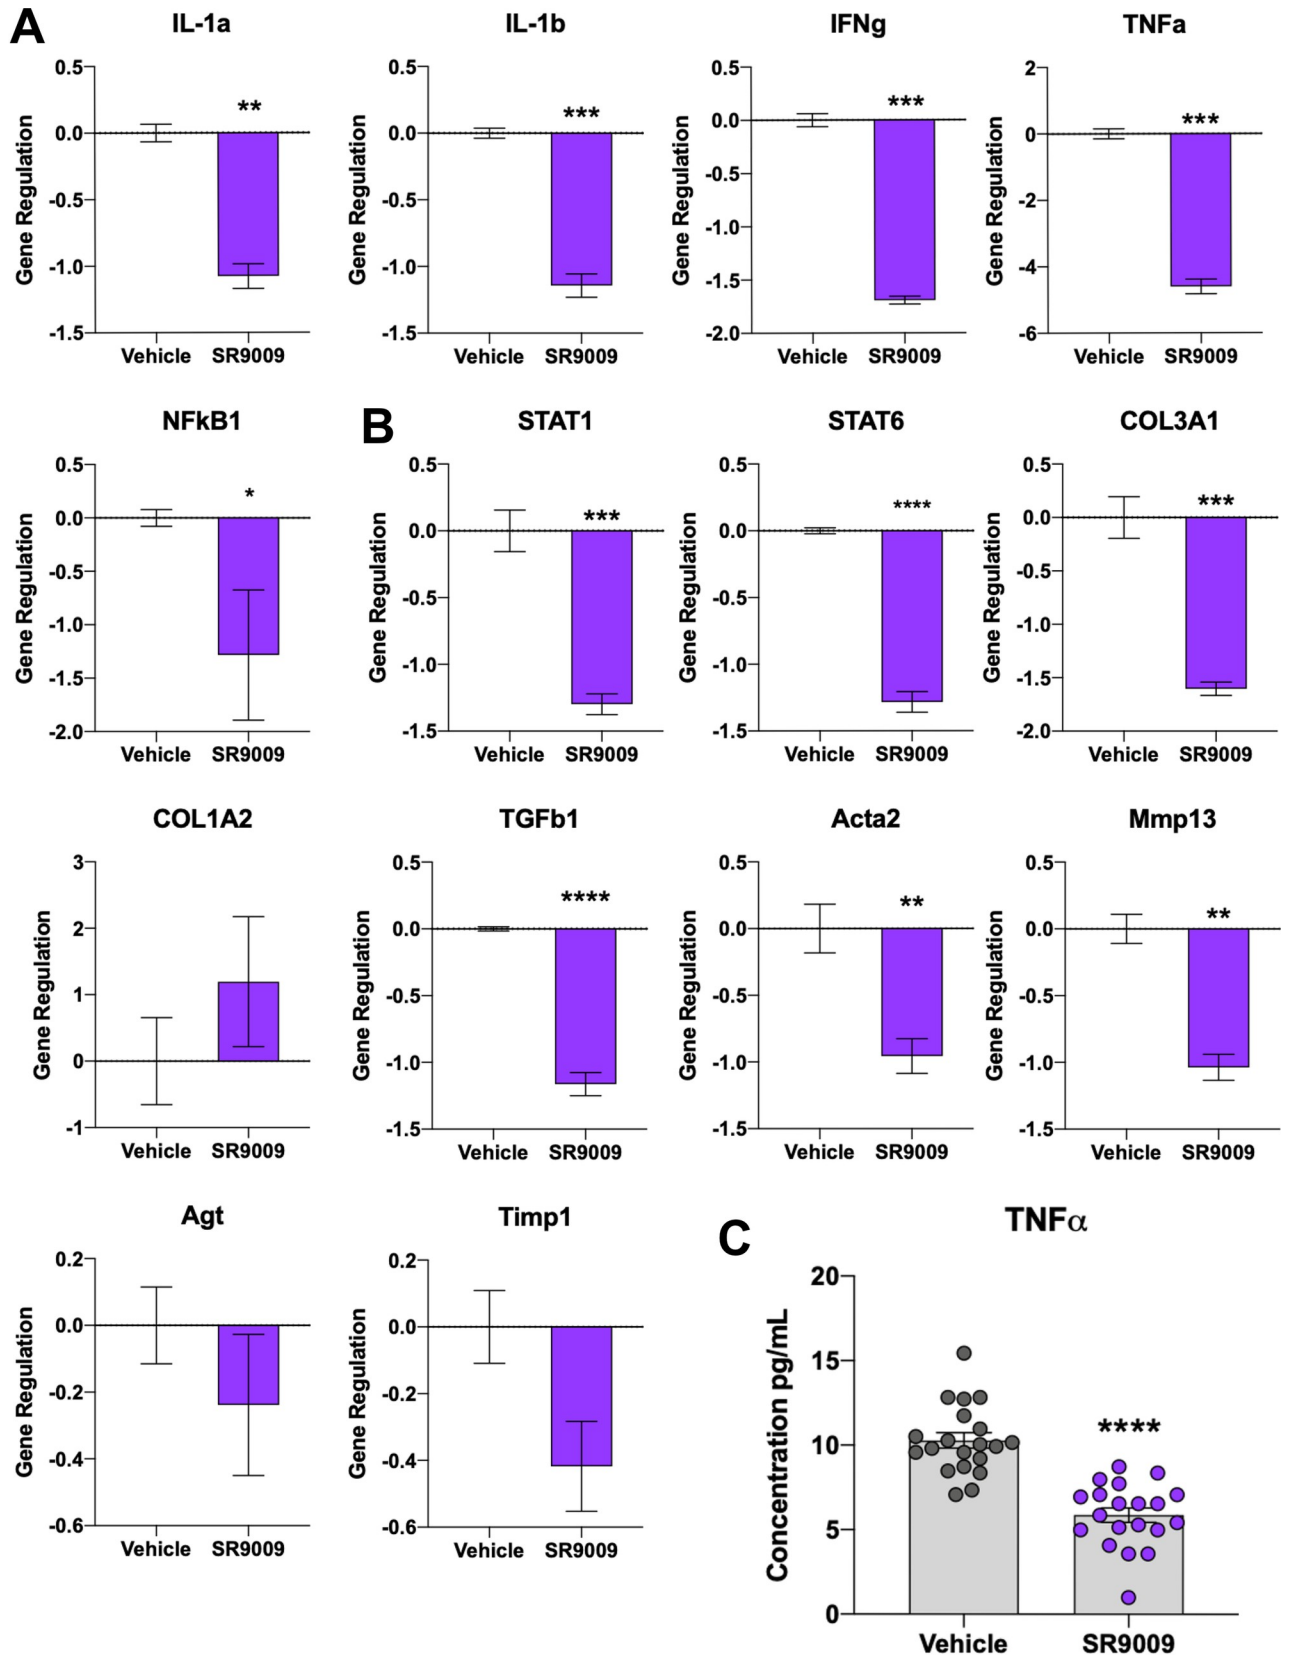 A
IL-1a
IL-1b
IFNg
TNFa
Gene Regulation
0.5
0.0
-0.5
-1.0
-1.5
**
Vehicle SR9009
Gene Regulation
0.5
0.0
-0.5
-1.0
-1.5
***
Vehicle SR9009
Gene Regulation
0.5
0.0
-0.5
-1.0
-1.5
-2.0
***
Vehicle SR9009
Gene Regulation
2
0
-2
-4
-6
***
Vehicle SR9009
NFkB1
Gene Regulation
0.5
0.0
-0.5
-1.0
-1.5
-2.0
*
Vehicle SR9009
B
STAT1
Gene Regulation
0.5
0.0
-0.5
-1.0
-1.5
***
Vehicle SR9009
STAT6
Gene Regulation
0.5
0.0
-0.5
-1.0
-1.5
****
Vehicle SR9009
COL3A1
Gene Regulation
0.5
0.0
-0.5
-1.0
-1.5
-2.0
***
Vehicle SR9009
COL1A2
Gene Regulation
3
2
1
0
-1
Vehicle SR9009
TGFb1
Gene Regulation
0.5
0.0
-0.5
-1.0
-1.5
****
Vehicle SR9009
Acta2
Gene Regulation
0.5
0.0
-0.5
-1.0
-1.5
**
Vehicle SR9009
Mmp13
Gene Regulation
0.5
0.0
-0.5
-1.0
-1.5
**
Vehicle SR9009
Agt
Gene Regulation
0.2
0.0
-0.2
-0.4
-0.6
Vehicle SR9009
Timp1
Gene Regulation
0.2
0.0
-0.2
-0.4
-0.6
Vehicle SR9009
C
TNFα
Concentration pg/mL
20
15
10
5
0
****
Vehicle SR9009